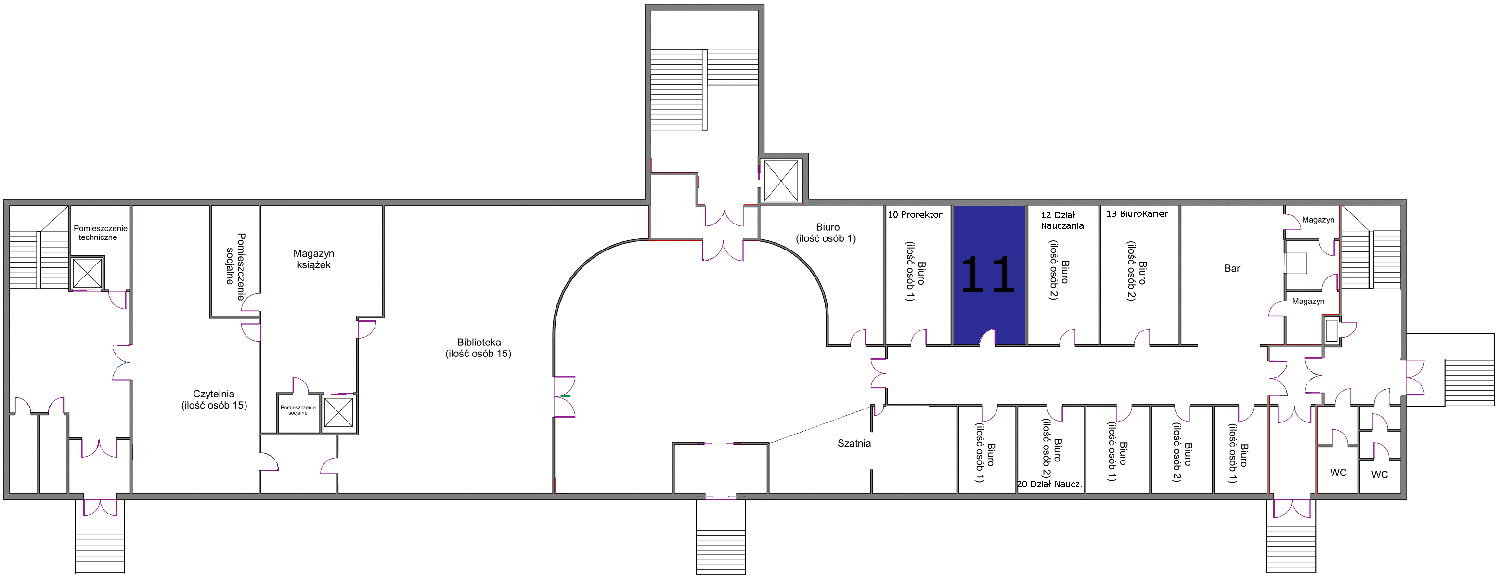 Pomieszczenie
techniczne
Pomieszczenie
socjalne
Magazyn
książek
Czytelnia
(ilość osób 15)
Pomieszczenie
socjalne
Biblioteka
(ilość osób 15)
Biuro
(ilość osób 1)
10 Prorektor
Biuro
(ilość osób 1)
11
12 Dział
Nauczania
Biuro
(ilość osób 2)
13 BiuroKarier
Biuro
(ilość osób 2)
Bar
Magazyn
Magazyn
Szatnia
Biuro
(ilość osób 1)
Biuro
(ilość osób 2)
20 Dział Naucz.
Biuro
(ilość osób 1)
Biuro
(ilość osób 2)
Biuro
(ilość osób 1)
WC
WC